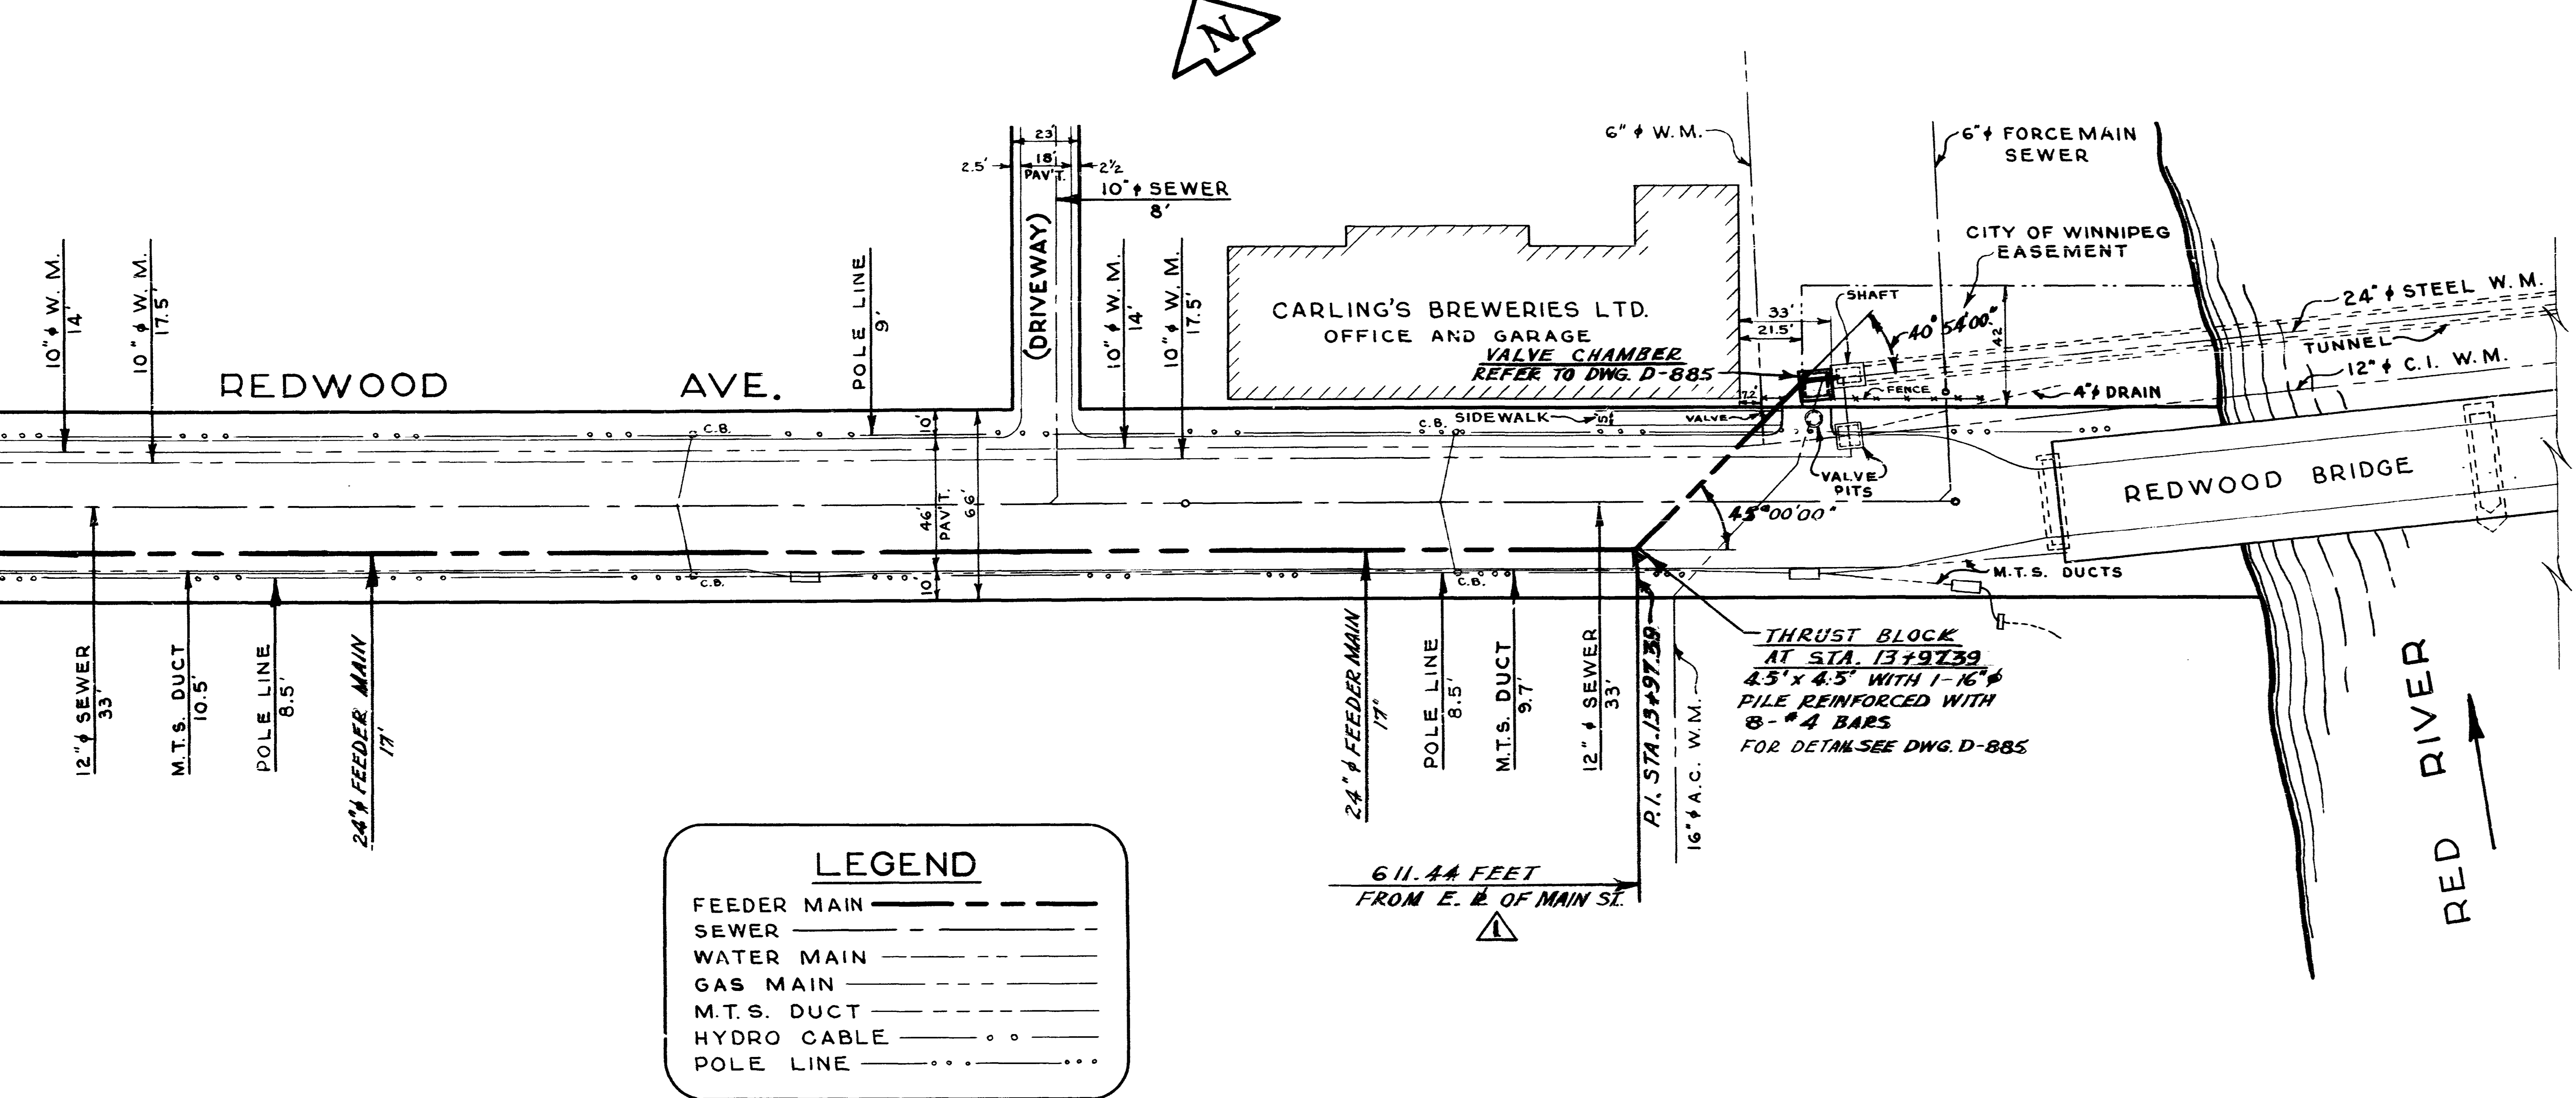 N
6"ϕ W.M.
6"ϕ FORCEMAIN
SEWER
23'
2.5'
18'
PAV'T.
2½
10"ϕ SEWER
8'
(DRIVEWAY)
10"ϕ W. M.
14'
10"ϕ W. M.
17.5'
POLE LINE
9'
10"ϕ W. M.
14'
10"ϕ W. M.
17.5'
CITY OF WINNIPEG
EASEMENT
24"ϕ STEEL W. M.
TUNNEL
12"ϕ C. I. W. M.
SHAFT
33'
21.5'
40° 54'00"
42'
CARLING'S BREWERIES LTD.
OFFICE AND GARAGE
VALVE CHAMBER
REFER TO DWG. D-885
REDWOOD AVE.
FENCE
4"ϕ DRAIN
7.2'
SIDEWALK
5'
VALVE
C.B.
C.B.
10'
46'
PAV'T.
66'
10'
VALVE
PITS
REDWOOD BRIDGE
45°00'00"
C.B.
C.B.
M.T.S. DUCTS
12"ϕ SEWER
33'
M.T.S. DUCT
10.5'
POLE LINE
8.5'
24"ϕ FEEDER MAIN
17'
24"ϕ FEEDER MAIN
17'
POLE LINE
8.5'
M.T.S. DUCT
9.7'
12"ϕ SEWER
33'
P.I. STA. 13+97.39
16"ϕ A.C. W.M.
THRUST BLOCK
AT STA. 13+97.39
4.5' x 4.5' WITH 1-16"ϕ
PILE REINFORCED WITH
8-#4 BARS
FOR DETAIL SEE DWG. D-885
RED RIVER
611.44 FEET
FROM E. ⅊ OF MAIN ST.
1
LEGEND
FEEDER MAIN
SEWER
WATER MAIN
GAS MAIN
M.T.S. DUCT
HYDRO CABLE
POLE LINE